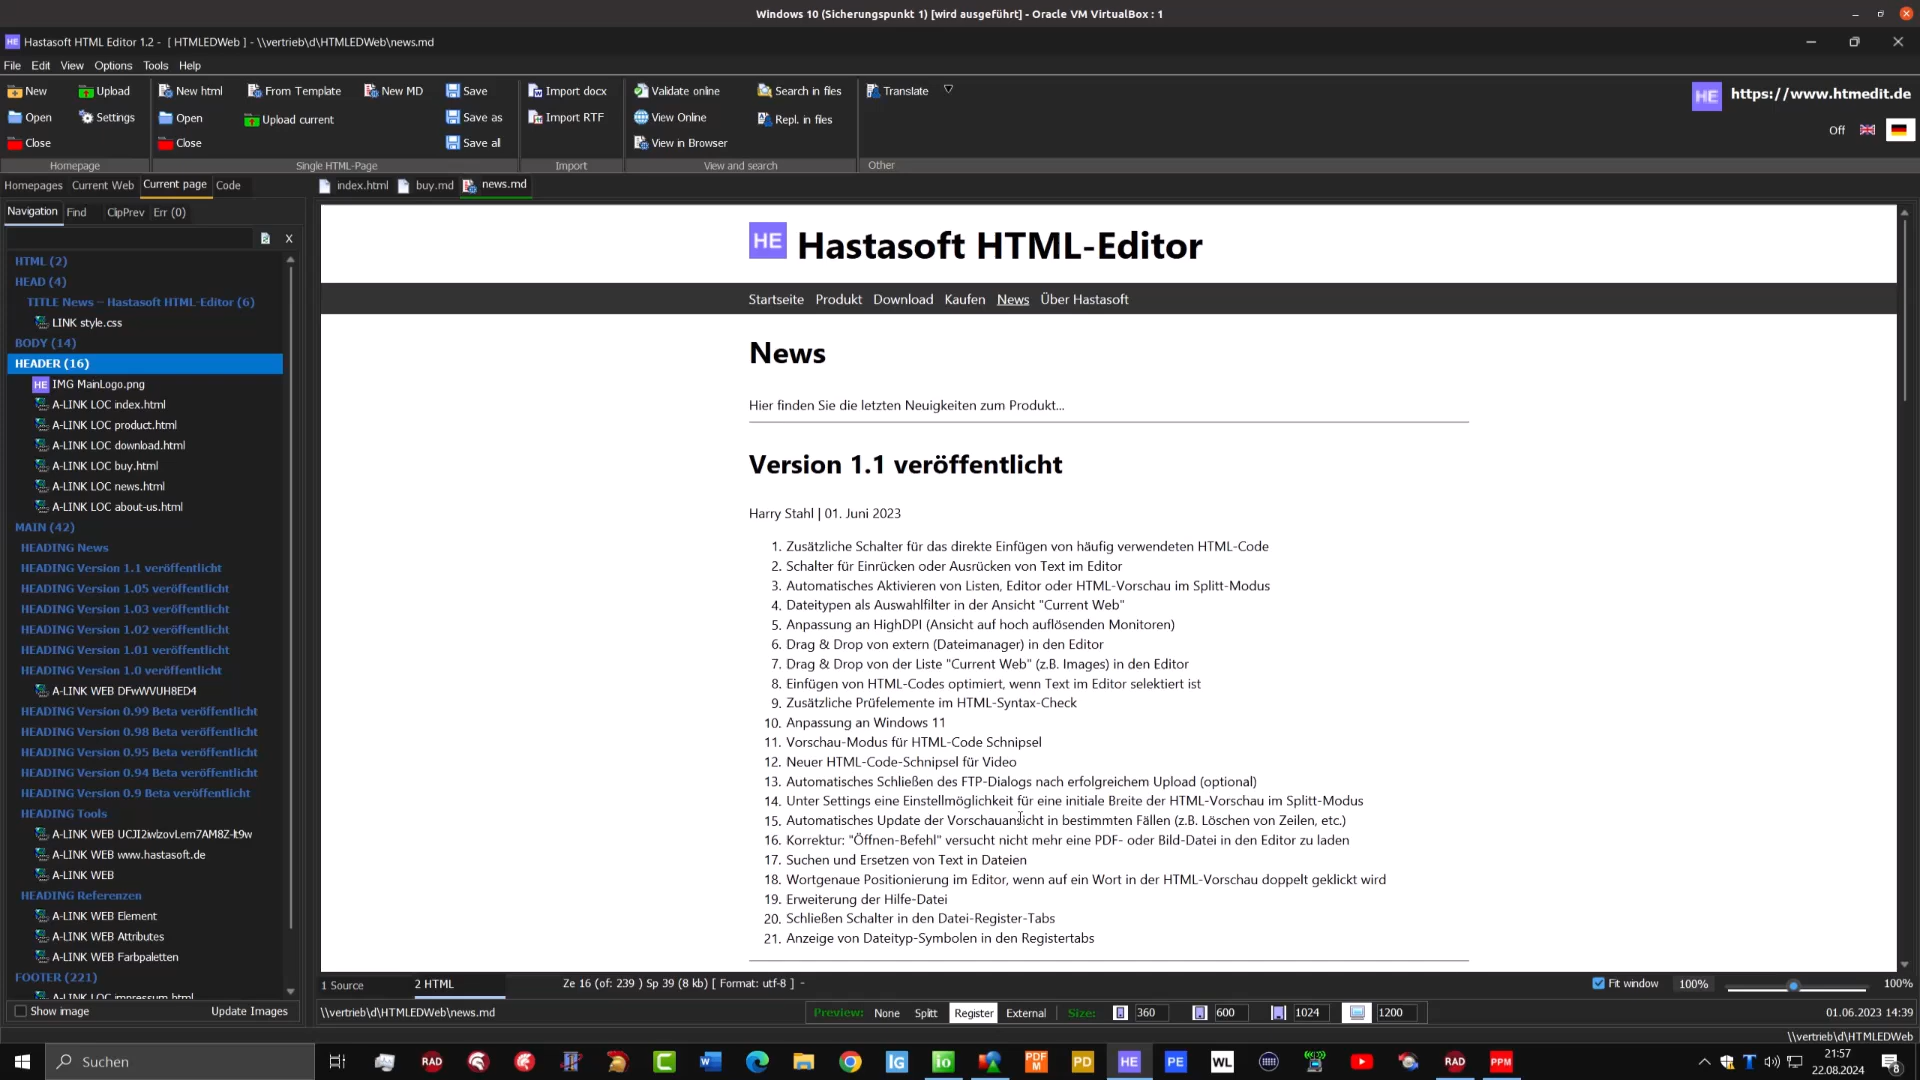 Windows 10 (Sicherungspunkt 1) [wird ausgeführt] - Oracle VM VirtualBox : 1
HE Hastasoft HTML Editor 1.2 - [ HTMLEDWeb ] - \\vertrieb\d\HTMLEDWeb\news.md
File Edit View Options Tools Help
New Upload New html From Template New MD Save Import docx Validate online Search in files Translate
HE https://www.htmedit.de
Open Settings Open Upload current Save as Import RTF View Online Repl. in files
Off
Close Close Save all View in Browser
Homepage Single HTML-Page Import View and search Other
Homepages Current Web Current page Code
index.html buy.md news.md
Navigation Find ClipPrev Err (0)
X
HTML (2)
HEAD (4)
TITLE News -- Hastasoft HTML-Editor (6)
LINK style.css
BODY (14)
HEADER (16)
HE IMG MainLogo.png
A-LINK LOC index.html
A-LINK LOC product.html
A-LINK LOC download.html
A-LINK LOC buy.html
A-LINK LOC news.html
A-LINK LOC about-us.html
MAIN (42)
HEADING News
HEADING Version 1.1 veröffentlicht
HEADING Version 1.05 veröffentlicht
HEADING Version 1.03 veröffentlicht
HEADING Version 1.02 veröffentlicht
HEADING Version 1.01 veröffentlicht
HEADING Version 1.0 veröffentlicht
A-LINK WEB DFwWVUH8ED4
HEADING Version 0.99 Beta veröffentlicht
HEADING Version 0.98 Beta veröffentlicht
HEADING Version 0.95 Beta veröffentlicht
HEADING Version 0.94 Beta veröffentlicht
HEADING Version 0.9 Beta veröffentlicht
HEADING Tools
A-LINK WEB
A-LINK WEB www.hastasoft.de
A-LINK WEB
HEADING Referenzen
A-LINK WEB Element
A-LINK WEB Attributes
A-LINK WEB Farbpaletten
FOOTER (221)
A-LINK LOC impressum.html
Show image Update Images
HE Hastasoft HTML-Editor
Startseite Produkt Download Kaufen News Über Hastasoft
News
Hier finden Sie die letzten Neuigkeiten zum Produkt...
Version 1.1 veröffentlicht
Harry Stahl | 01. Juni 2023
1. Zusätzliche Schalter für das direkte Einfügen von häufig verwendeten HTML-Code
2. Schalter für Einrücken oder Ausrücken von Text im Editor
3. Automatisches Aktivieren von Listen, Editor oder HTML-Vorschau im Splitt-Modus
4. Dateitypen als Auswahlfilter in der Ansicht "Current Web"
5. Anpassung an HighDPI (Ansicht auf hoch auflösenden Monitoren)
6. Drag & Drop von extern (Dateimanager) in den Editor
7. Drag & Drop von der Liste "Current Web" (z.B. Images) in den Editor
8. Einfügen von HTML-Codes optimiert, wenn Text im Editor selektiert ist
9. Zusätzliche Prüfelemente im HTML-Syntax-Check
10. Anpassung an Windows 11
11. Vorschau-Modus für HTML-Code Schnipsel
12. Neuer HTML-Code-Schnipsel für Video
13. Automatisches Schließen des FTP-Dialogs nach erfolgreichem Upload (optional)
14. Unter Settings eine Einstellmöglichkeit für eine initiale Breite der HTML-Vorschau im Splitt-Modus
15. Automatisches Update der Vorschauansicht in bestimmten Fällen (z.B. Löschen von Zeilen, etc.)
16. Korrektur: "Öffnen-Befehl" versucht nicht mehr eine PDF- oder Bild-Datei in den Editor zu laden
17. Suchen und Ersetzen von Text in Dateien
18. Wortgenaue Positionierung im Editor, wenn auf ein Wort in der HTML-Vorschau doppelt geklickt wird
19. Erweiterung der Hilfe-Datei
20. Schließen Schalter in den Datei-Register-Tabs
21. Anzeige von Dateityp-Symbolen in den Registertabs
1 Source 2 HTML Ze 16 (of: 239 ) Sp 39 (8 kb) [ Format: utf-8 ] - Fit window 100% 100%
\\vertrieb\d\HTMLEDWeb\news.md Preview: None Splitt Register External Size: 360 600 1024 1200 01.06.2023 14:39
\\vertrieb\d\HTMLEDWeb
Suchen RAD IG io PDF M PD HE PE WL RAD PPM 21:57
22.08.2024 8